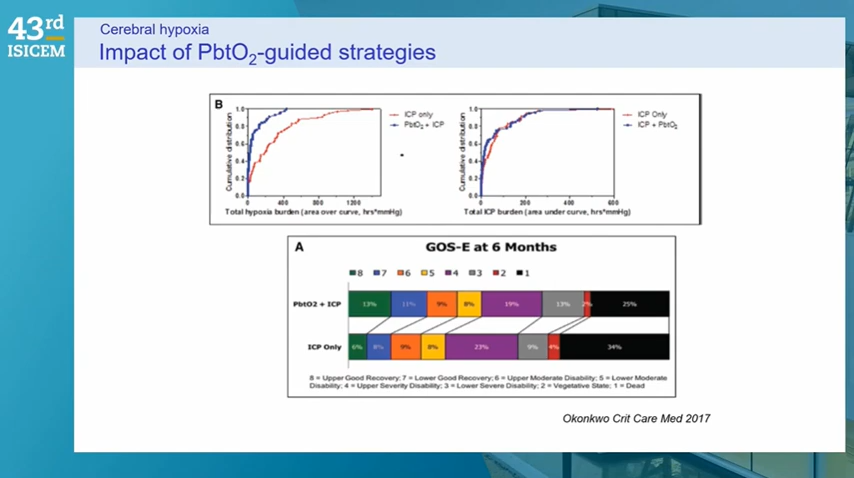 43rd
ISICEM
Cerebral hypoxia
Impact of PbtO2-guided strategies
B
Cumulative distribution
1.0
0.8
0.6
0.4
0.2
0.0
0
400
800
1200
Total hypoxia burden (area over curve, hrs*mmHg)
ICP only
PbtO2 + ICP
Cumulative distribution
1.0
0.8
0.6
0.4
0.2
0.0
0
200
400
600
Total ICP burden (area under curve, hrs*mmHg)
ICP Only
ICP + PbtO2
A
GOS-E at 6 Months
8 7 6 5 4 3 2 1
PbtO2 + ICP
13% 11% 9% 8% 19% 13% 2% 25%
ICP Only
6% 8% 9% 8% 23% 9% 4% 34%
8 = Upper Good Recovery; 7 = Lower Good Recovery; 6 = Upper Moderate Disability; 5 = Lower Moderate
Disability; 4 = Upper Severity Disability; 3 = Lower Severe Disability; 2 = Vegetative State; 1 = Dead
Okonkwo Crit Care Med 2017